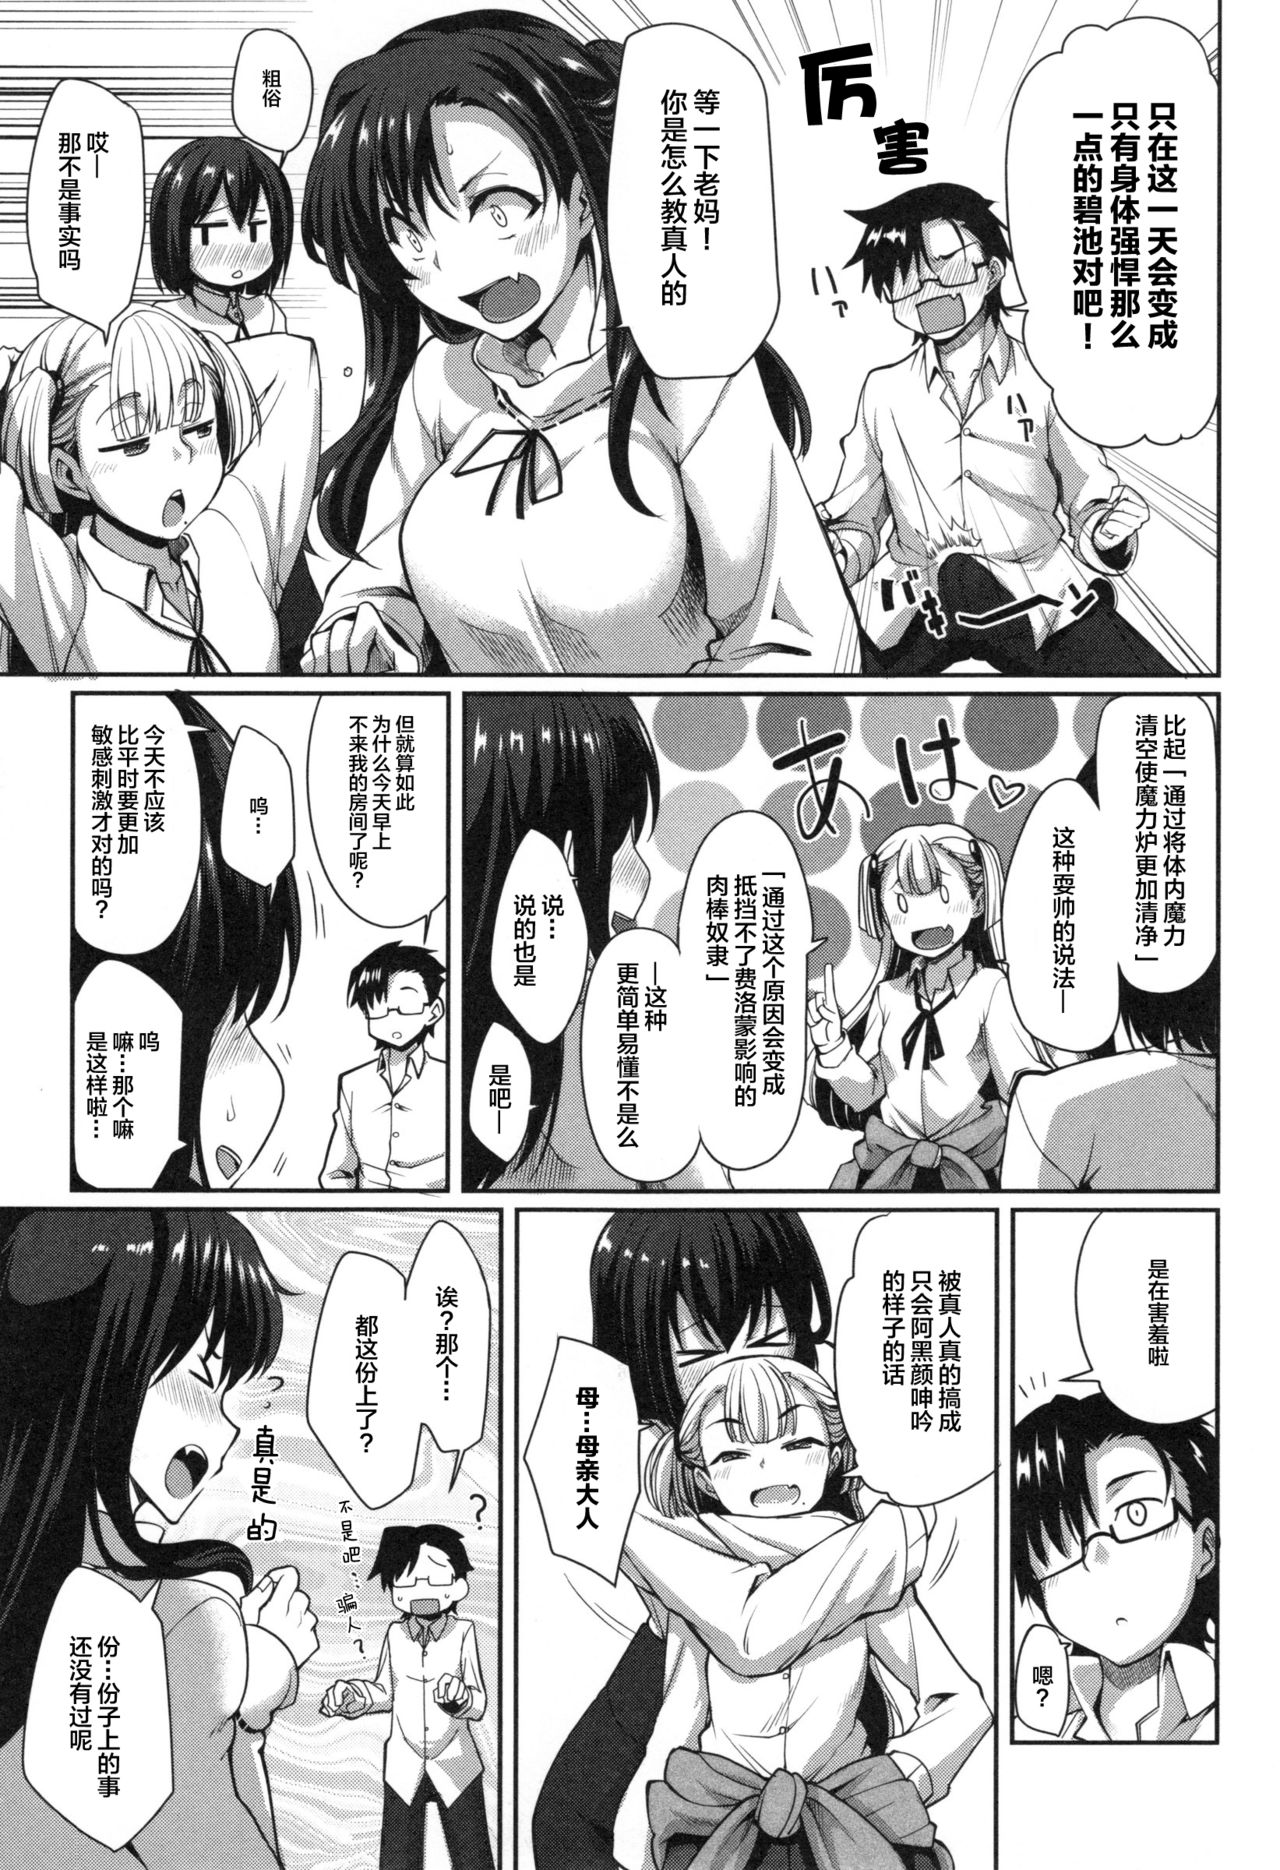 只在这一天会变成
只有身体强悍那么
一点的碧池对吧！
厉
害
ハァ
ハァ
等一下老妈！
你是怎么教真人的
粗俗
哎—
那不是事实吗
比起「通过将体内魔力
清空使魔力炉更加清净」
这种耍帅的说法—
あは♡
「通过这个原因会变成
抵挡不了费洛蒙影响的
肉棒奴隶」
—这种
更简单易懂不是么
说…
说的也是
是吧—
但就算如此
为什么今天早上
不来我的房间了呢？
呜…
今天不应该
比平时要更加
敏感刺激才对的吗？
呜
嘛…那个嘛
是这样啦…
是在害羞啦
嗯？
被真人真的搞成
只会阿黑颜呻吟
的样子的话
母…母亲大人
诶？那个…
都这份上了？
？
不是吧…骗人？
？
真是的
份…份子上的事
还没有过呢